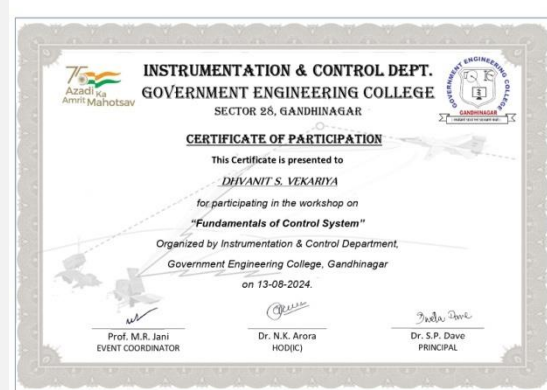 75
Azadi Ka
Amrit Mahotsav
INSTRUMENTATION & CONTROL DEPT.
GOVERNMENT ENGINEERING COLLEGE
SECTOR 28, GANDHINAGAR
GOVERNMENT ENGINEERING COLLEGE
GANDHINAGAR
CERTIFICATE OF PARTICIPATION
This Certificate is presented to
DHVANIT S. VEKARIYA
for participating in the workshop on
"Fundamentals of Control System"
Organized by Instrumentation & Control Department,
Government Engineering College, Gandhinagar
on 13-08-2024.
Sweta Dave
Prof. M.R. Jani
EVENT COORDINATOR
Dr. N.K. Arora
HOD(IC)
Dr. S.P. Dave
PRINCIPAL